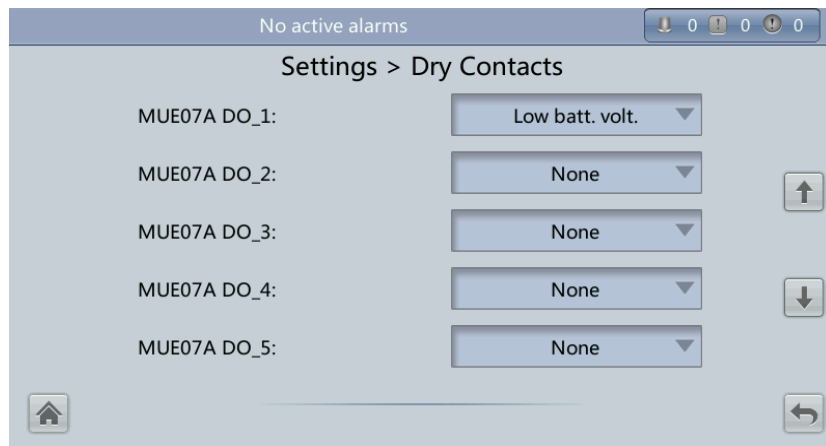 No active alarms 0 0 0
Settings > Dry Contacts
MUE07A DO_1: Low batt. volt.
MUE07A DO_2: None
MUE07A DO_3: None
MUE07A DO_4: None
MUE07A DO_5: None